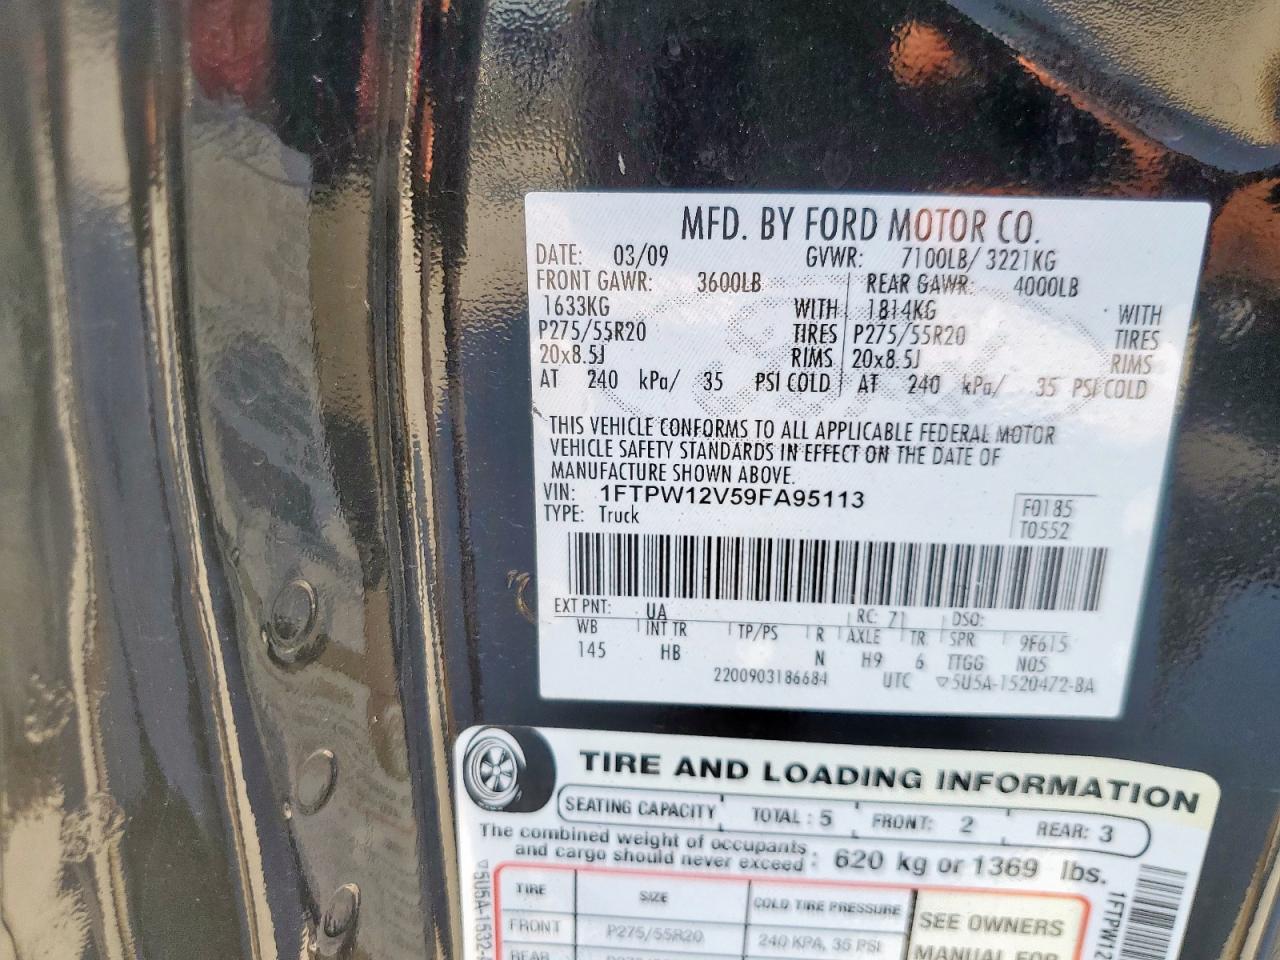 MFD. BY FORD MOTOR CO.
DATE: 03/09 GVWR: 7100LB/ 3221KG
FRONT GAWR: 3600LB REAR GAWR: 4000LB
1633KG WITH 1814KG WITH
P275/55R20 TIRES P275/55R20 TIRES
20x8.5J RIMS 20x8.5J RIMS
AT 240 kPa/ 35 PSI COLD AT 240 kPa/ 35 PSI COLD
THIS VEHICLE CONFORMS TO ALL APPLICABLE FEDERAL MOTOR
VEHICLE SAFETY STANDARDS IN EFFECT ON THE DATE OF
MANUFACTURE SHOWN ABOVE.
VIN: 1FTPW12V59FA95113 F0185
TYPE: Truck T0552
EXT PNT: UA RC: 71 DSO:
WB INT TR TP/PS R AXLE TR SPR 9F615
145 HB N H9 6 TTGG N05
2200903186684 UTC ▽5U5A-1520472-BA
TIRE AND LOADING INFORMATION
SEATING CAPACITY TOTAL : 5 FRONT: 2 REAR: 3
The combined weight of occupants
and cargo should never exceed : 620 kg or 1369 lbs.
TIRE SIZE COLD TIRE PRESSURE SEE OWNERS
FRONT P275/55R20 240 KPA, 35 PSI MANUAL FOR
REAR
▽5U5A-1532
1FTPW12